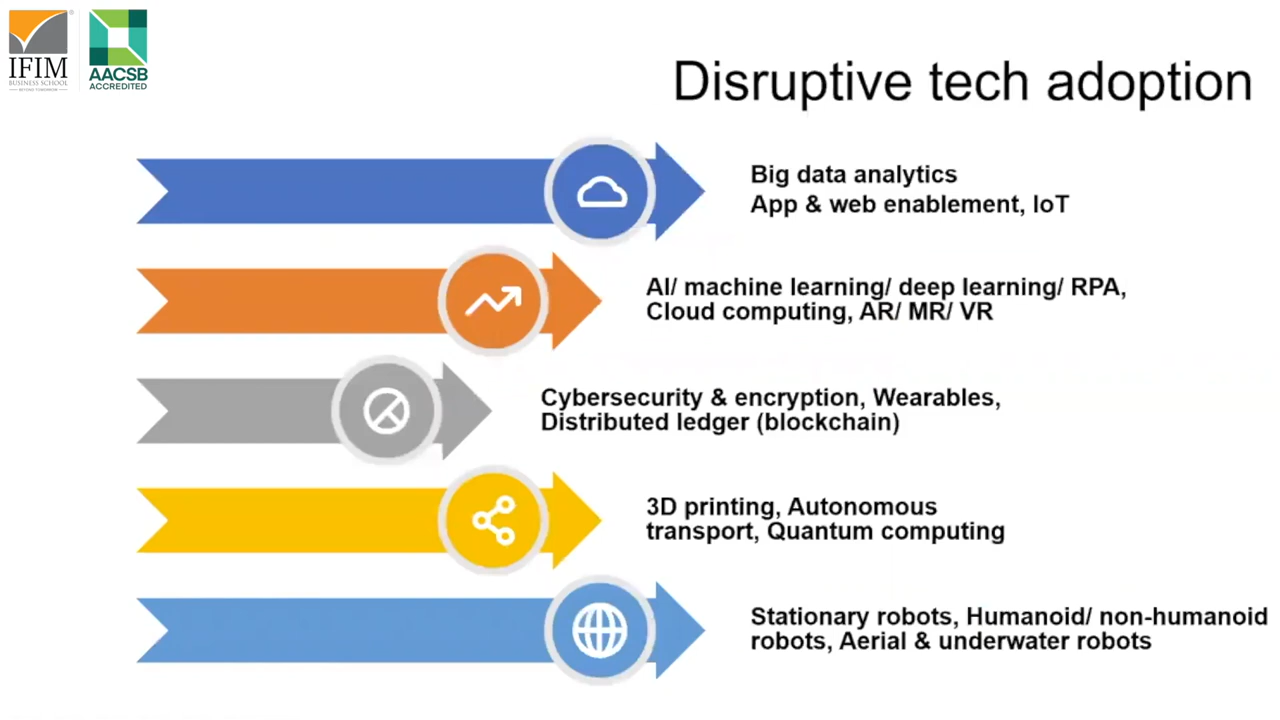 IFIM
BUSINESS SCHOOL
BEYOND TOMORROW
AACSB
ACCREDITED
Disruptive tech adoption
Big data analytics
App & web enablement, IoT
AI/ machine learning/ deep learning/ RPA,
Cloud computing, AR/ MR/ VR
Cybersecurity & encryption, Wearables,
Distributed ledger (blockchain)
3D printing, Autonomous
transport, Quantum computing
Stationary robots, Humanoid/ non-humanoid
robots, Aerial & underwater robots